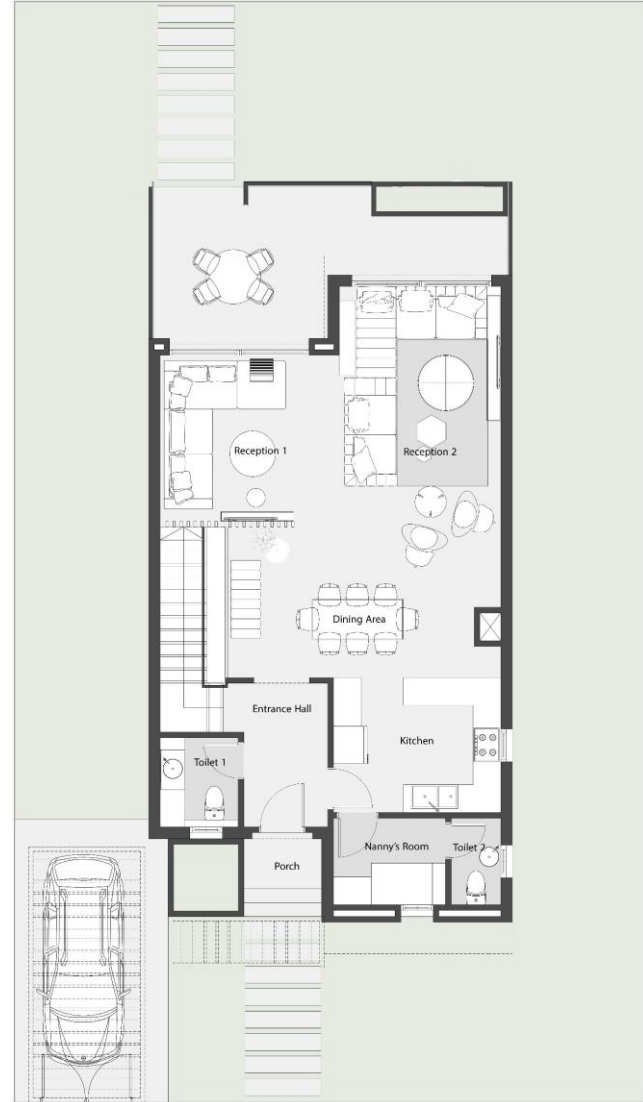 Reception 1
Reception 2
Dining Area
Entrance Hall
Kitchen
Toilet 1
Nanny's Room
Toilet 2
Porch